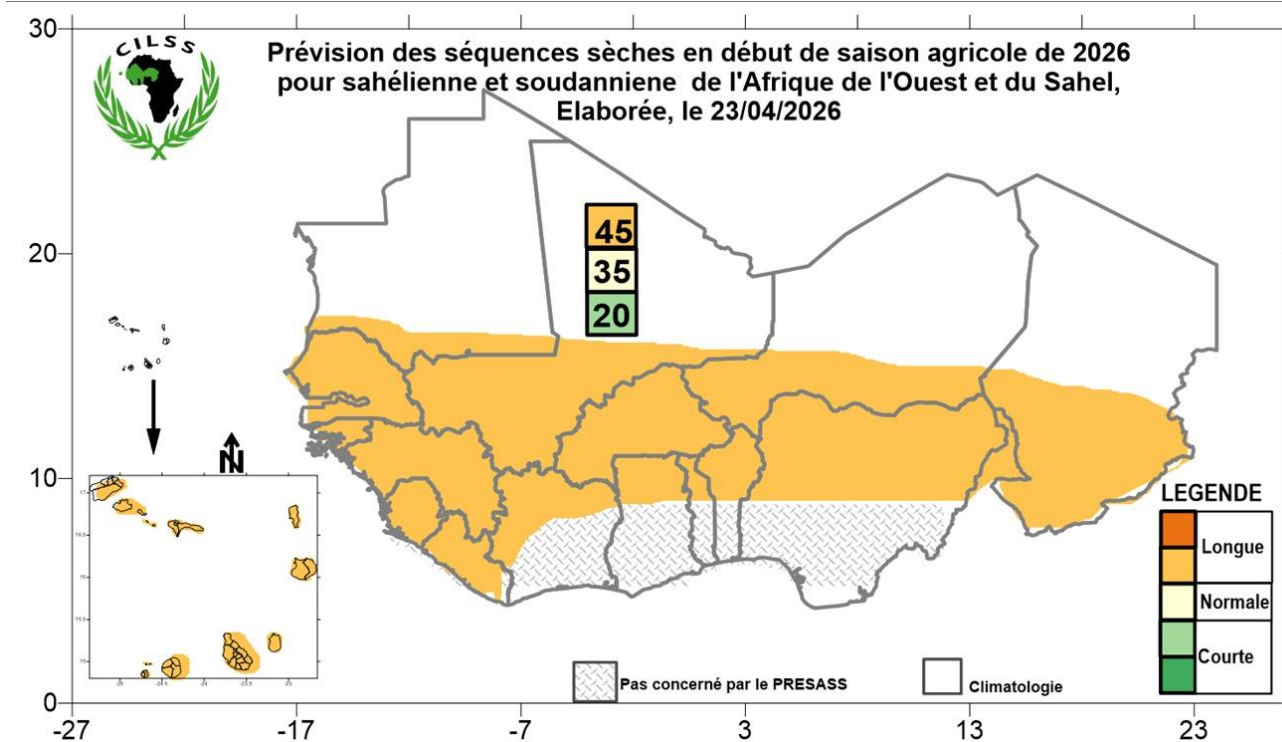 CILSS
Prévision des séquences sèches en début de saison agricole de 2026
pour sahélienne et soudanniene de l'Afrique de l'Ouest et du Sahel,
Elaborée, le 23/04/2026
30
20
10
0
45
35
20
N
LEGENDE
Longue
Normale
Courte
Pas concerné par le PRESASS
Climatologie
-27
-17
-7
3
13
23